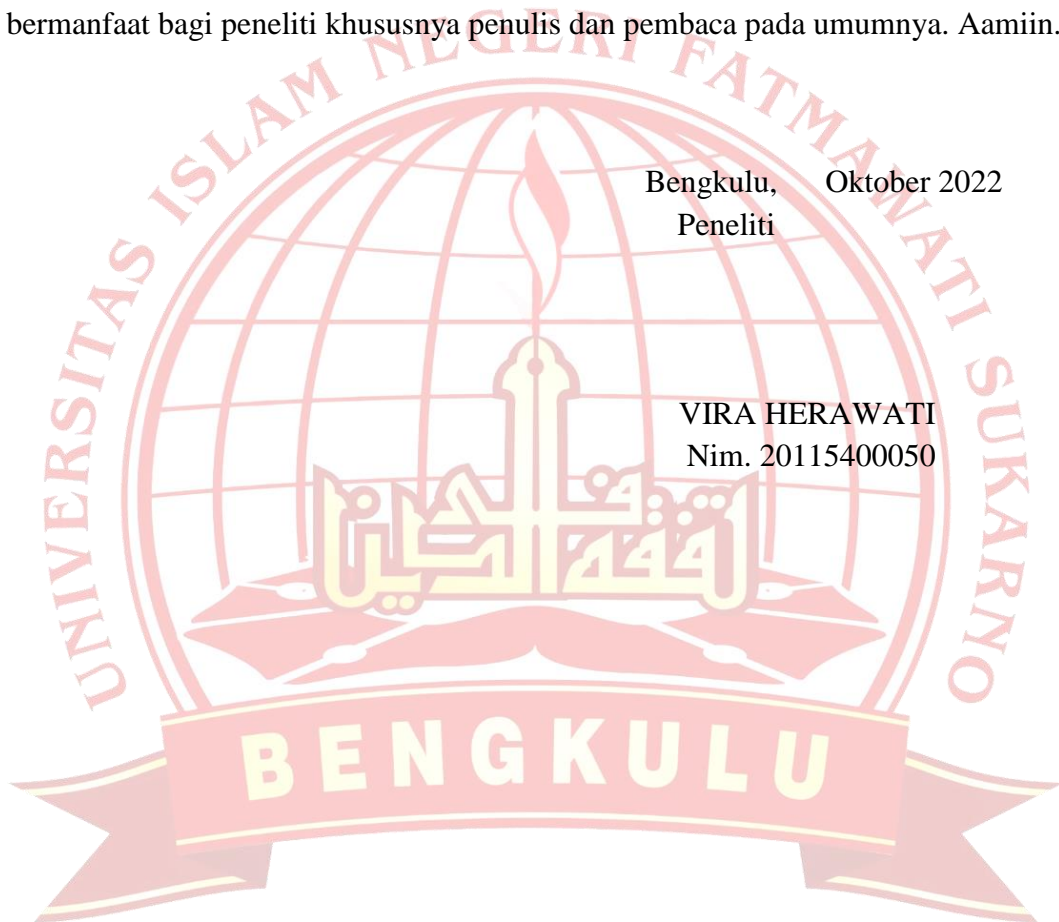 bermanfaat bagi peneliti khususnya penulis dan pembaca pada umumnya. Aamiin.
Bengkulu, Oktober 2022
Peneliti
VIRA HERAWATI
Nim. 20115400050
UNIVERSITAS ISLAM NEGERI FATMAWATI SUKARNO
BENGKULU